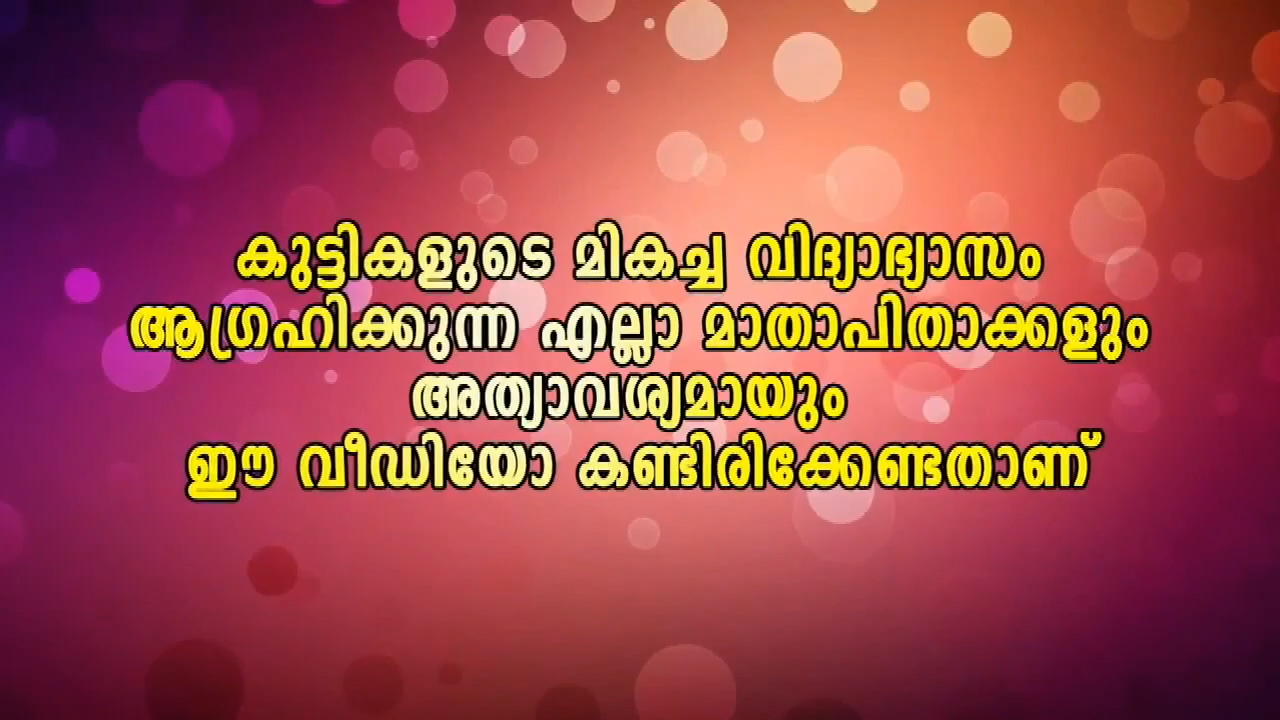 കുട്ടികളുടെ മികച്ച വിദ്യാഭ്യാസം
ആഗ്രഹിക്കുന്ന എല്ലാ മാതാപിതാക്കളും
അത്യാവശ്യമായും
ഈ വീഡിയോ കണ്ടിരിക്കേണ്ടതാണ്